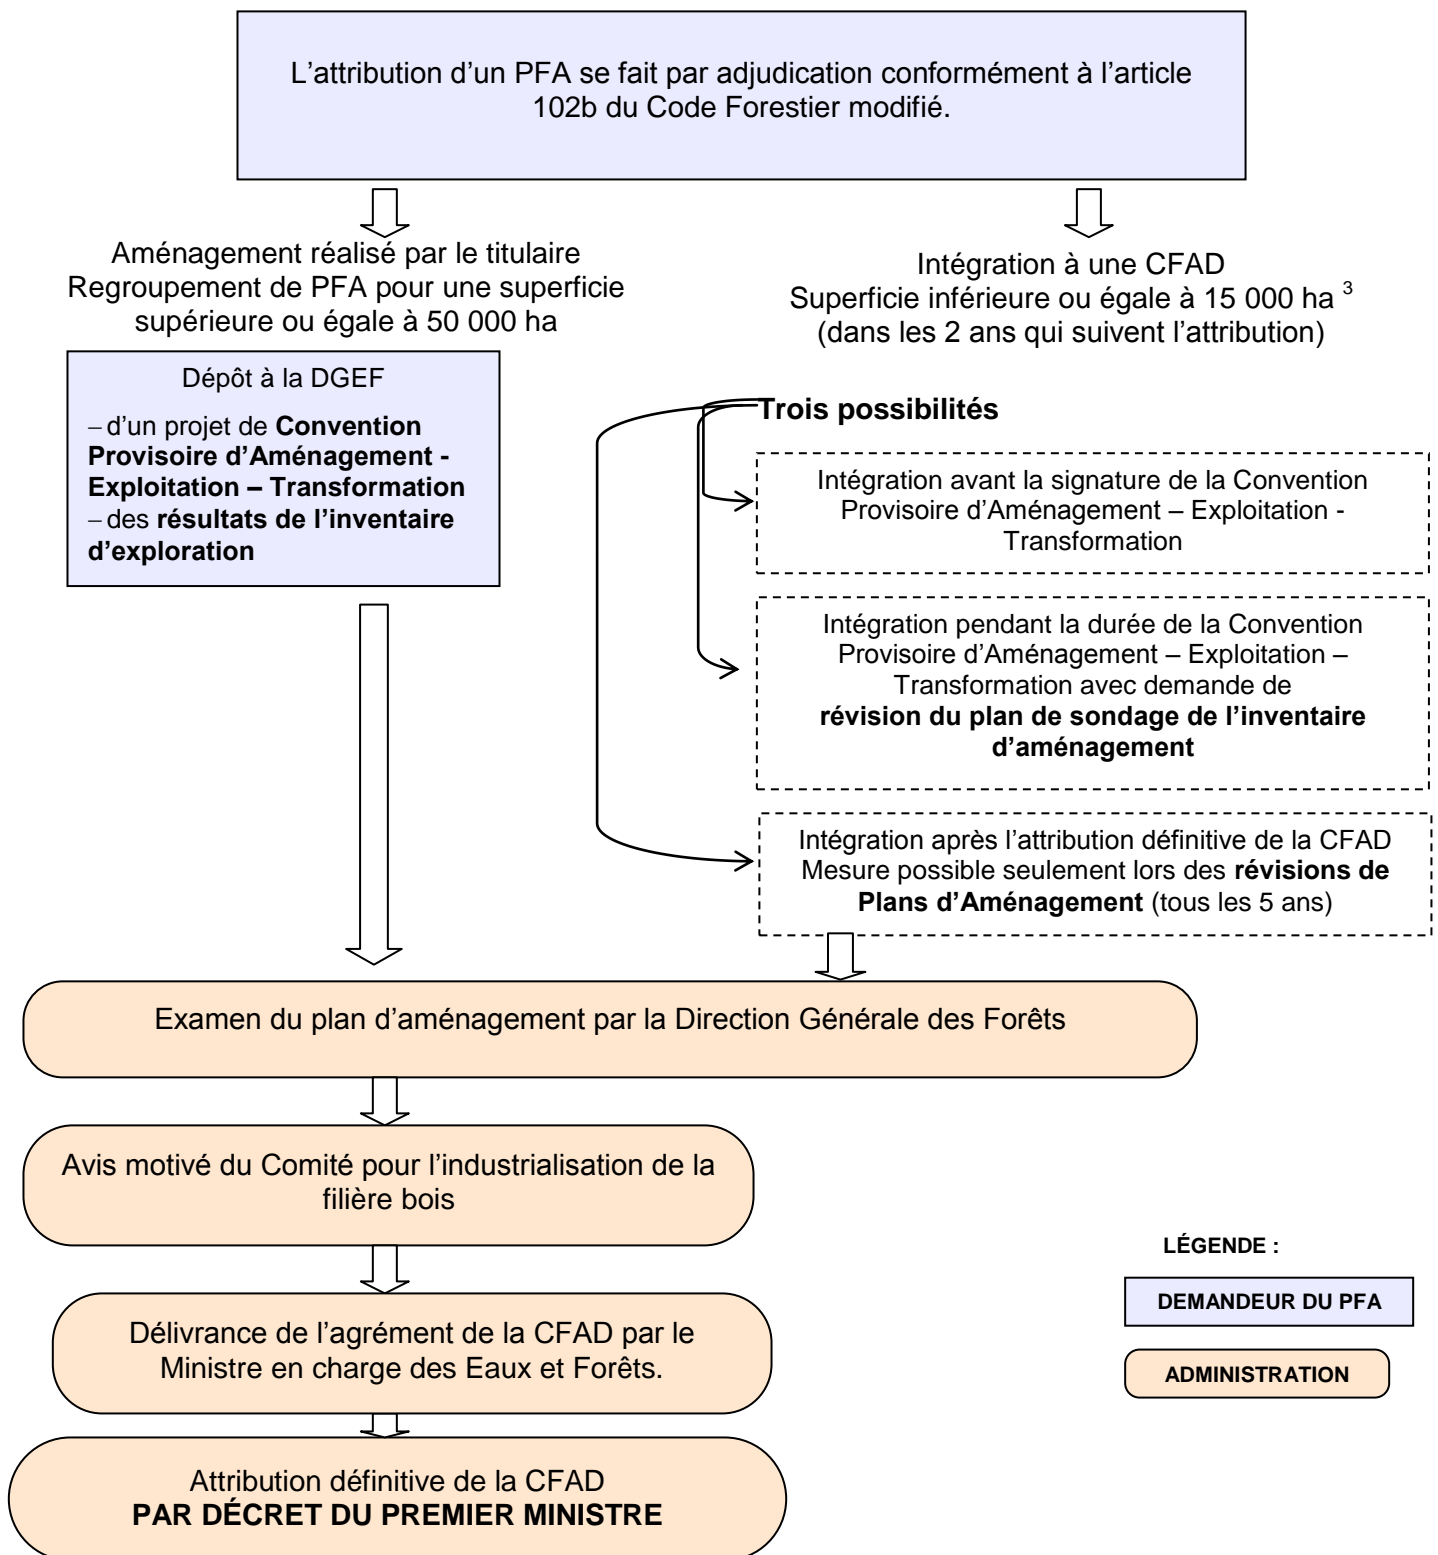 L’attribution d’un PFA se fait par adjudication conformément à l’article
102b du Code Forestier modifié.
Aménagement réalisé par le titulaire
Regroupement de PFA pour une superficie
supérieure ou égale à 50 000 ha
Dépôt à la DGEF
– d’un projet de Convention
Provisoire d’Aménagement -
Exploitation – Transformation
– des résultats de l’inventaire
d’exploration
Intégration à une CFAD
Superficie inférieure ou égale à 15 000 ha 3
(dans les 2 ans qui suivent l’attribution)
Trois possibilités
Intégration avant la signature de la Convention
Provisoire d’Aménagement – Exploitation -
Transformation
Intégration pendant la durée de la Convention
Provisoire d’Aménagement – Exploitation –
Transformation avec demande de
révision du plan de sondage de l’inventaire
d’aménagement
Intégration après l’attribution définitive de la CFAD
Mesure possible seulement lors des révisions de
Plans d’Aménagement (tous les 5 ans)
Examen du plan d’aménagement par la Direction Générale des Forêts
Avis motivé du Comité pour l’industrialisation de la
filière bois
Délivrance de l’agrément de la CFAD par le
Ministre en charge des Eaux et Forêts.
Attribution définitive de la CFAD
PAR DÉCRET DU PREMIER MINISTRE
LÉGENDE :
DEMANDEUR DU PFA
ADMINISTRATION